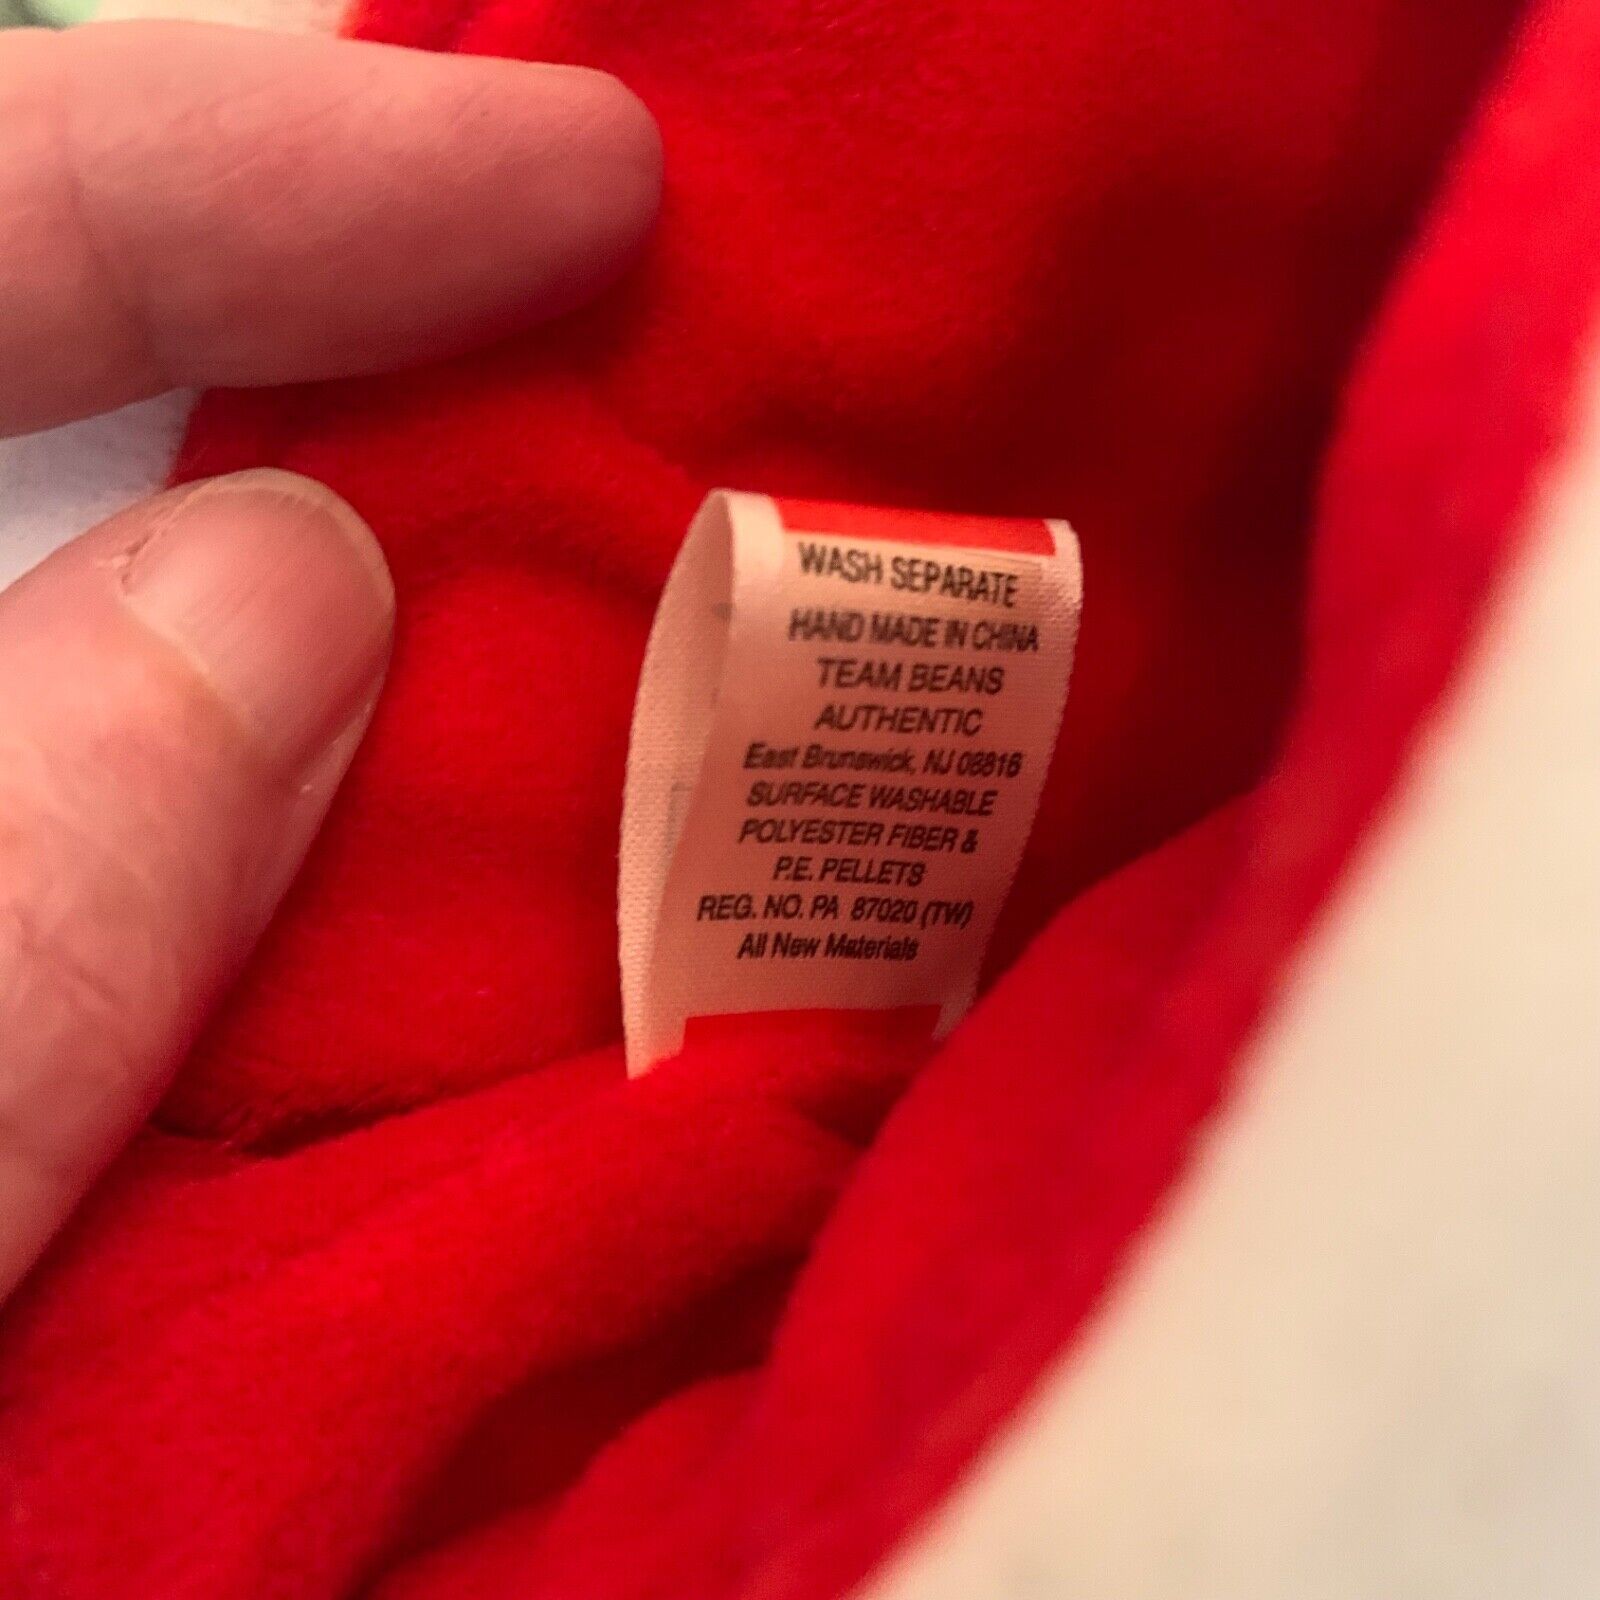 WASH SEPARATE
HAND MADE IN CHINA
TEAM BEANS
AUTHENTIC
East Brunswick, NJ 08816
SURFACE WASHABLE
POLYESTER FIBER &
P.E. PELLETS
REG. NO. PA 87020 (TW)
All New Materials